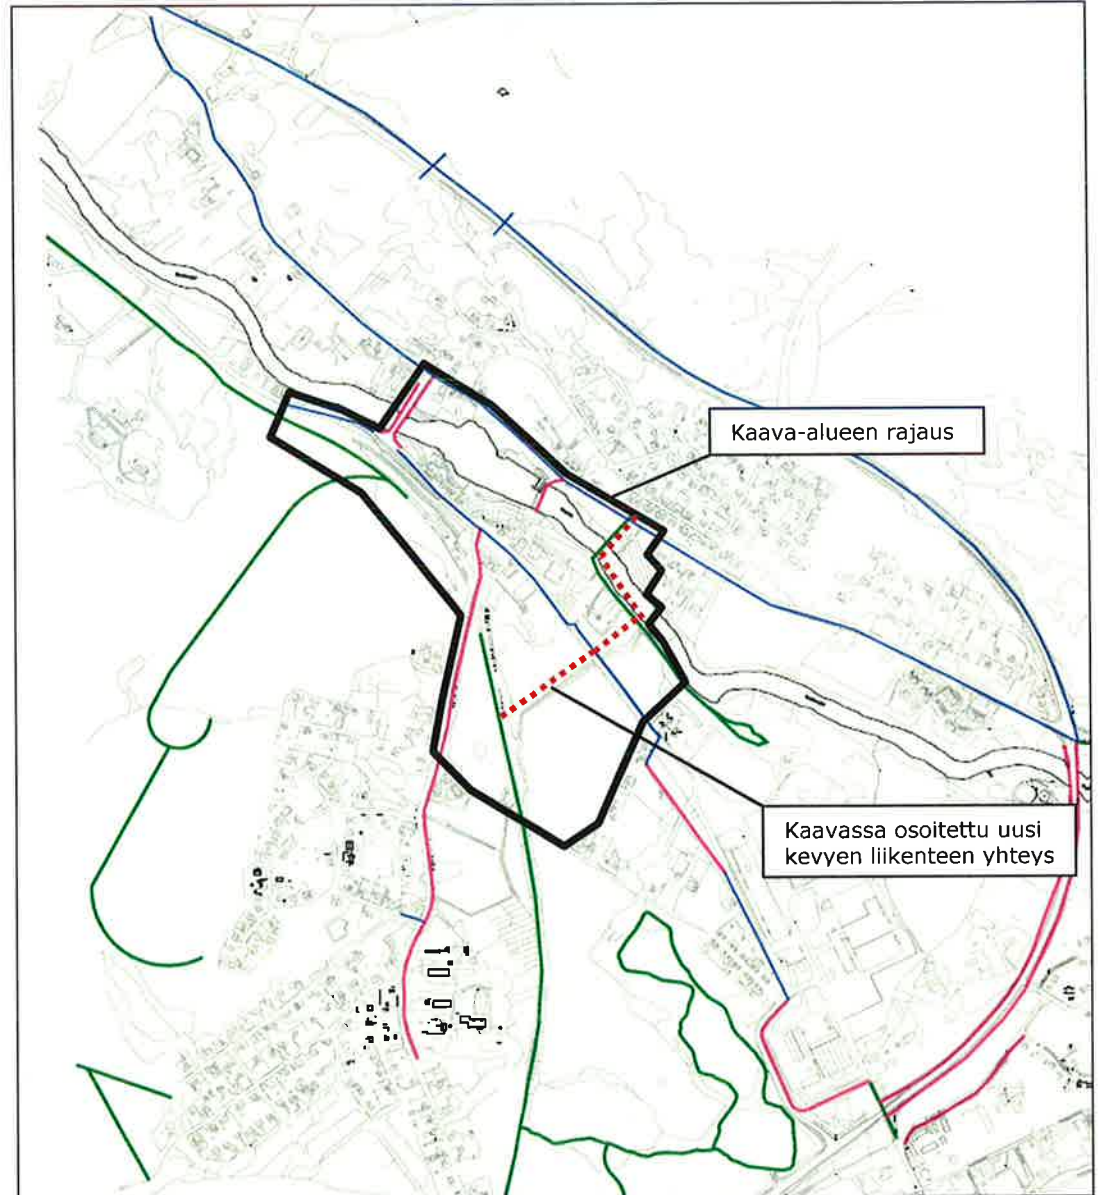 Kaava-alueen rajaus
Kaavassa osoitettu uusi
kevyen liikenteen yhteys